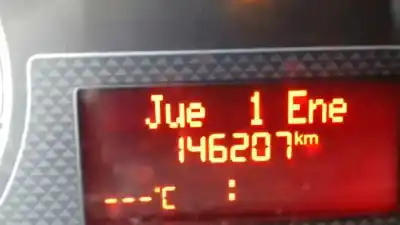 Jue 1 Ene
146207km
---°C :